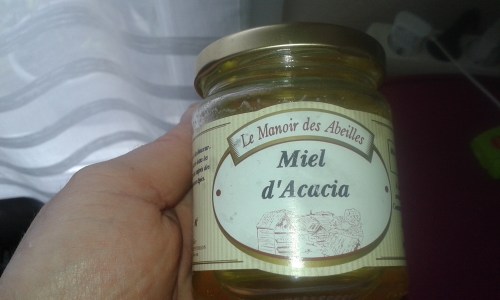 Le Manoir des Abeilles
Miel
d'Acacia